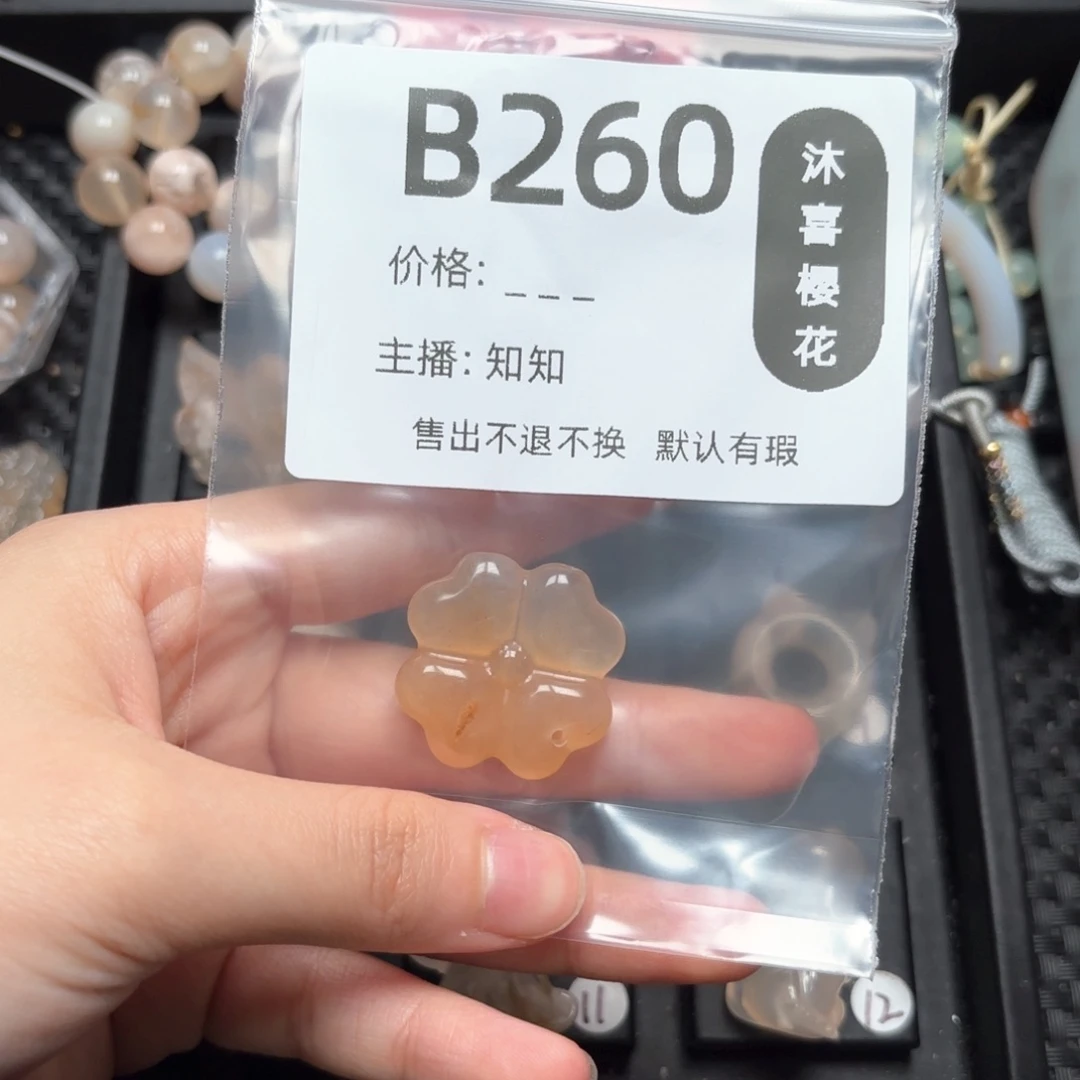 B260
沐喜樱花
价格: _ _ _
主播: 知知
售出不退不换 默认有瑕
11
12